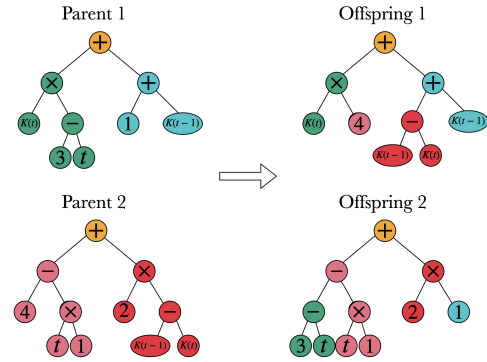 Parent 1 Offspring 1
+ +
× + × +
K(t) − 1 K(t−1) K(t) 4 − K(t−1)
3 t K(t−1) K(t)
Parent 2 Offspring 2
+ +
− × − ×
4 × 2 − − × 2 1
t 1 K(t−1) K(t) 3 t t 1